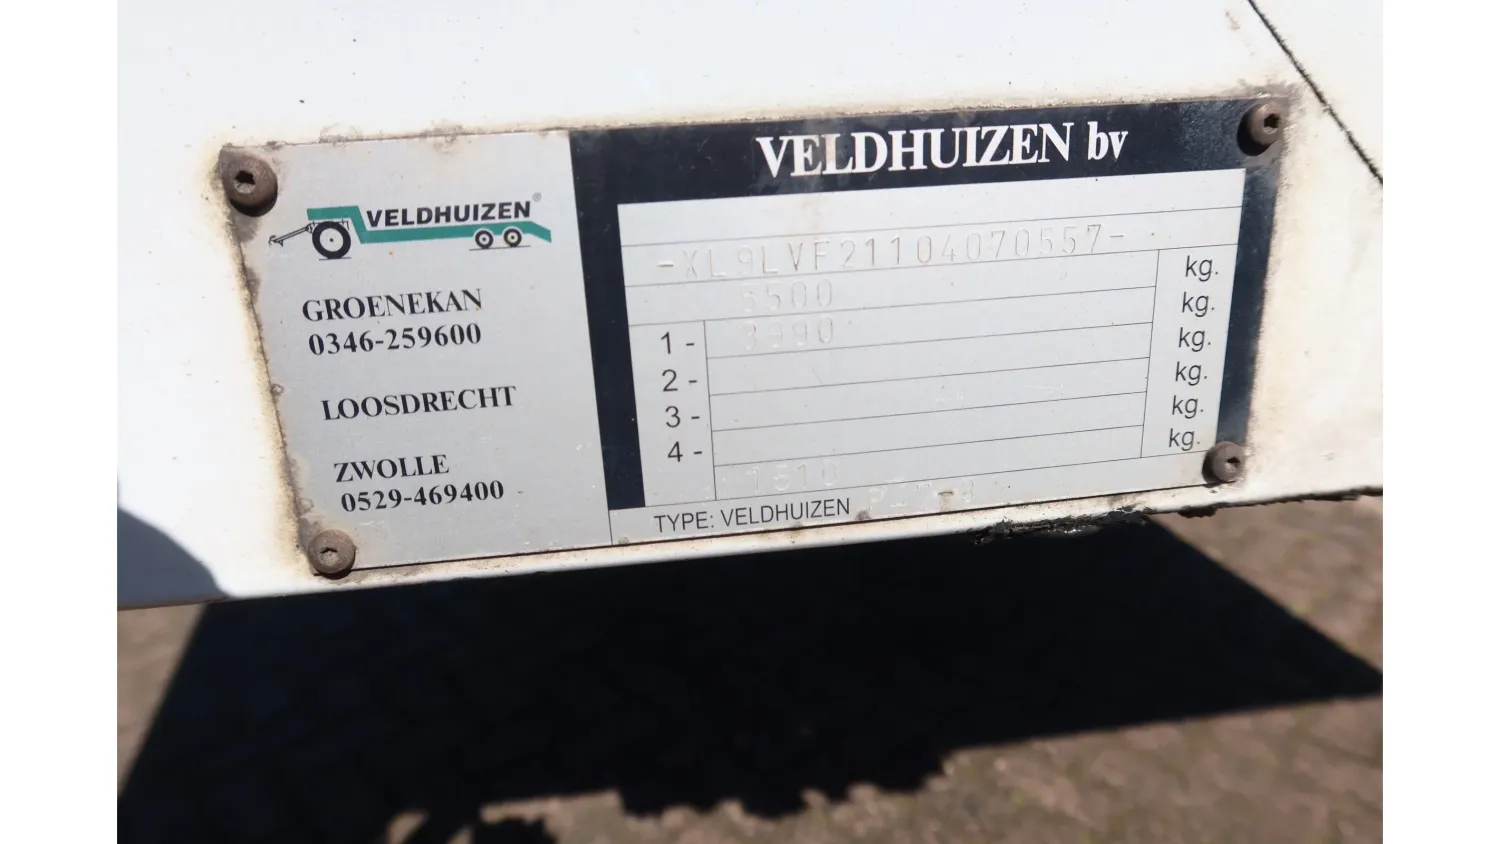 VELDHUIZEN®
GROENEKAN
0346-259600
LOOSDRECHT
ZWOLLE
0529-469400
VELDHUIZEN bv
-XL9LVF21104070557-
5500 kg.
1 - 3990 kg.
2 - kg.
3 - kg.
4 - kg.
1510 kg.
TYPE: VELDHUIZEN